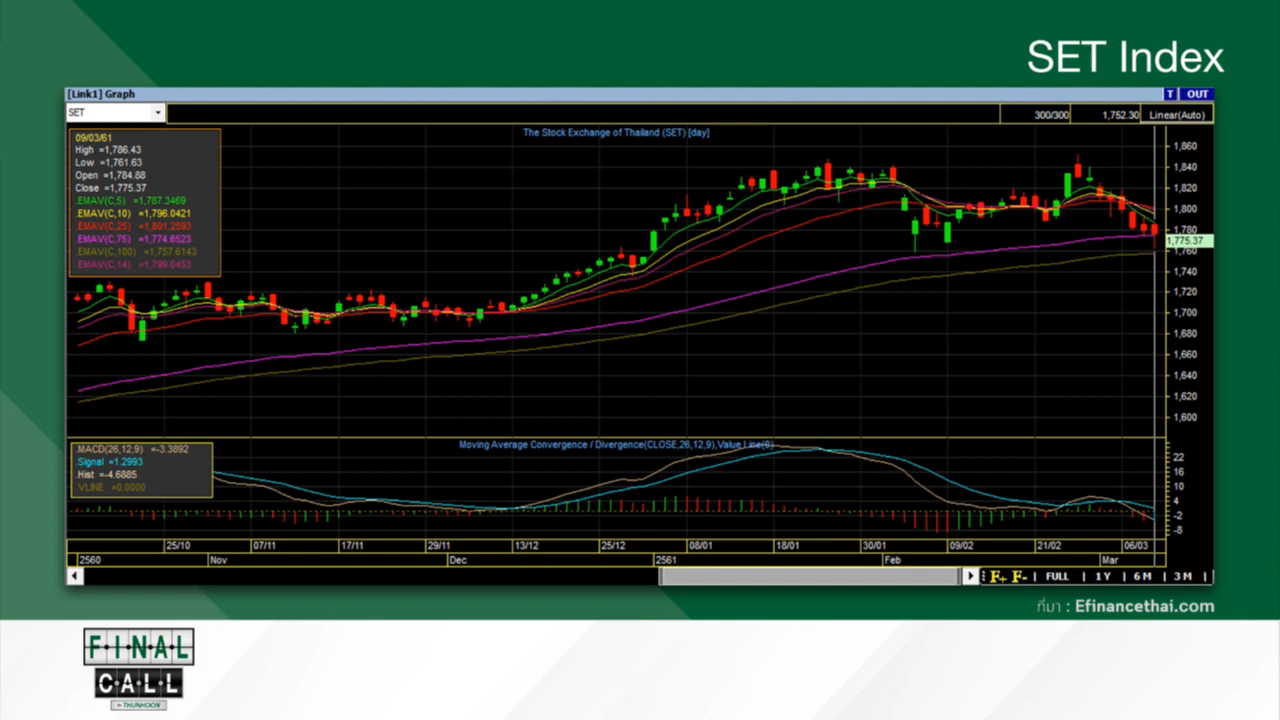 SET Index
[Link1] Graph
T OUT
SET
300/300 1,752.30 Linear(Auto)
The Stock Exchange of Thailand (SET) [day]
09/03/61
High =1,786.43
Low =1,761.63
Open =1,784.88
Close =1,775.37
.EMAV(C,5) =1,787.3469
.EMAV(C,10) =1,796.0421
.EMAV(C,25) =1,801.2593
.EMAV(C,75) =1,774.6523
.EMAV(C,100) =1,757.6143
.EMAV(C,14) =1,799.0453
1,860
1,840
1,820
1,800
1,780
1,775.37
1,760
1,740
1,720
1,700
1,680
1,660
1,640
1,620
1,600
Moving Average Convergence / Divergence(CLOSE,26,12,9),Value Line(0)
.MACD(26,12,9) =-3.3892
.Signal =1.2993
.Hist =-4.6885
.VLINE =+0.0000
22
16
10
4
-2
-8
25/10 07/11 17/11 29/11 13/12 25/12 08/01 18/01 30/01 09/02 21/02 06/03
2560 Nov Dec 2561 Feb Mar
F+ F- | FULL | 1 Y | 6 M | 3 M |
ที่มา : Efinancethai.com
FINAL
CALL
by THUNHOON